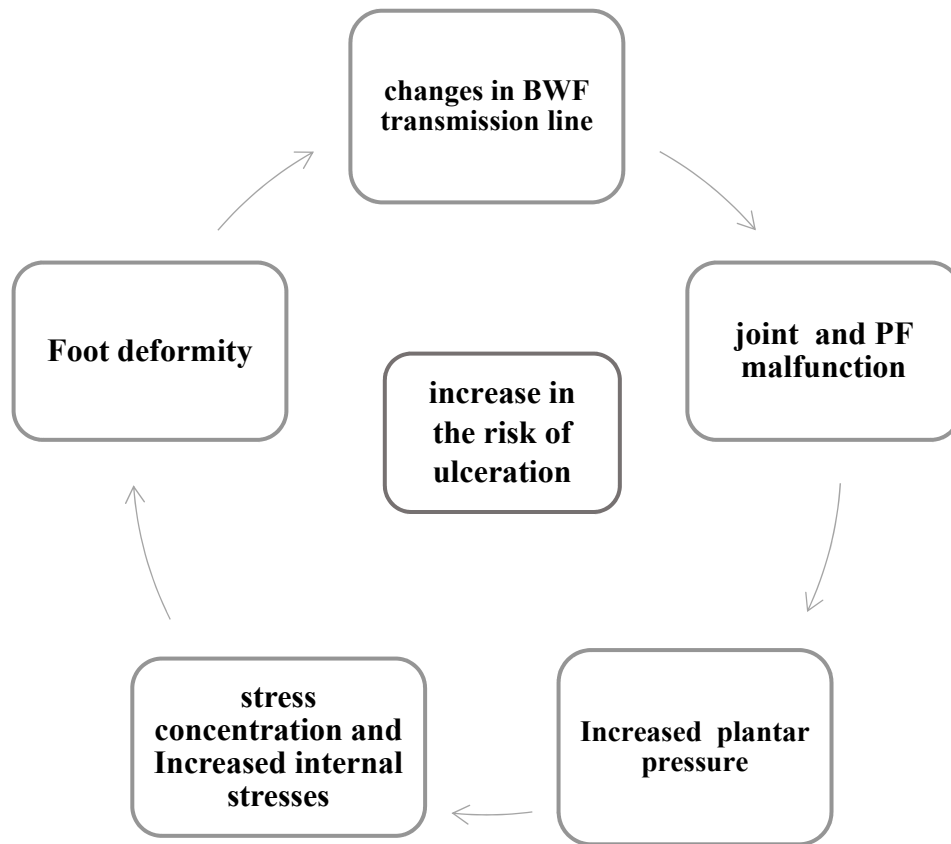 changes in BWF
transmission line
joint and PF
malfunction
Increased plantar
pressure
stress
concentration and
Increased internal
stresses
Foot deformity
increase in
the risk of
ulceration